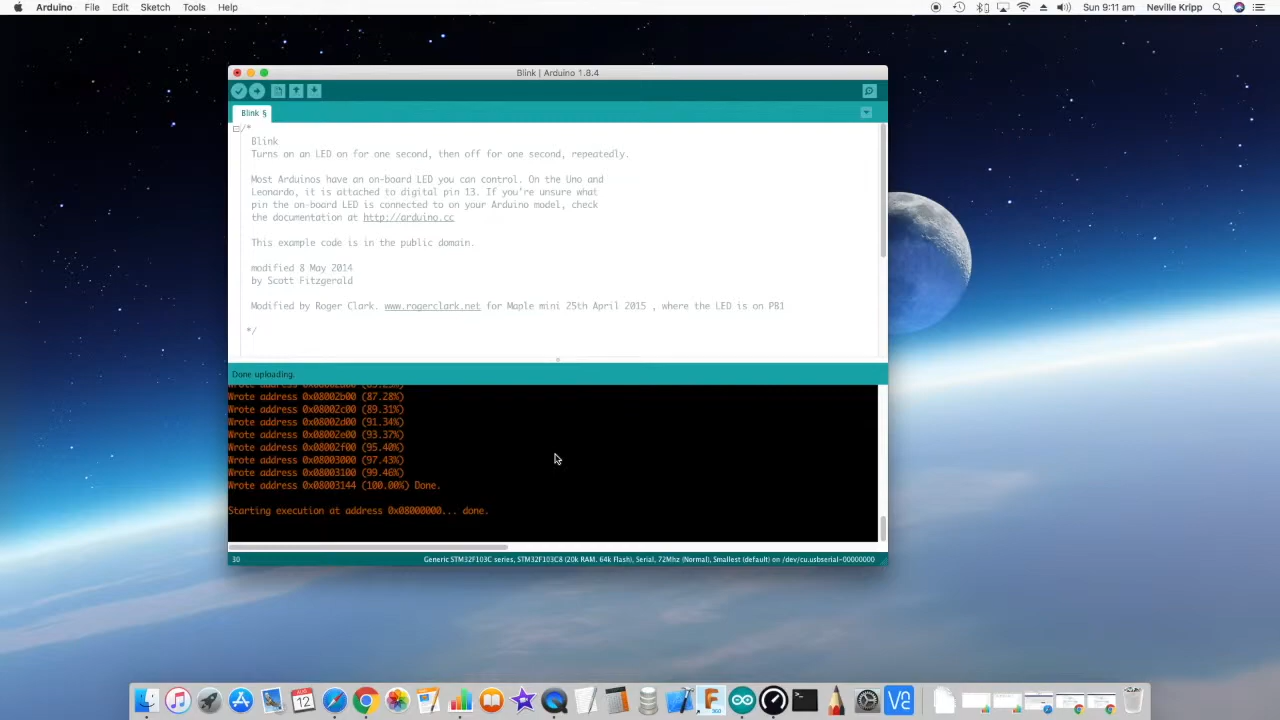 Arduino File Edit Sketch Tools Help Sun 9:11 am Neville Kripp
Blink | Arduino 1.8.4
Blink §
/*
Blink
Turns on an LED on for one second, then off for one second, repeatedly.
Most Arduinos have an on-board LED you can control. On the Uno and
Leonardo, it is attached to digital pin 13. If you're unsure what
pin the on-board LED is connected to on your Arduino model, check
the documentation at http://arduino.cc
This example code is in the public domain.
modified 8 May 2014
by Scott Fitzgerald
Modified by Roger Clark. www.rogerclark.net for Maple mini 25th April 2015 , where the LED is on PB1
*/
Done uploading.
Wrote address
Wrote address 0x08002b00 (87.28%)
Wrote address 0x08002c00 (89.31%)
Wrote address 0x08002d00 (91.34%)
Wrote address 0x08002e00 (93.37%)
Wrote address 0x08002f00 (95.40%)
Wrote address 0x08003000 (97.43%)
Wrote address 0x08003100 (99.46%)
Wrote address 0x08003144 (100.00%) Done.
Starting execution at address 0x08000000... done.
30 Generic STM32F103C series, STM32F103C8 (20k RAM. 64k Flash), Serial, 72Mhz (Normal), Smallest (default) on /dev/cu.usbserial-00000000